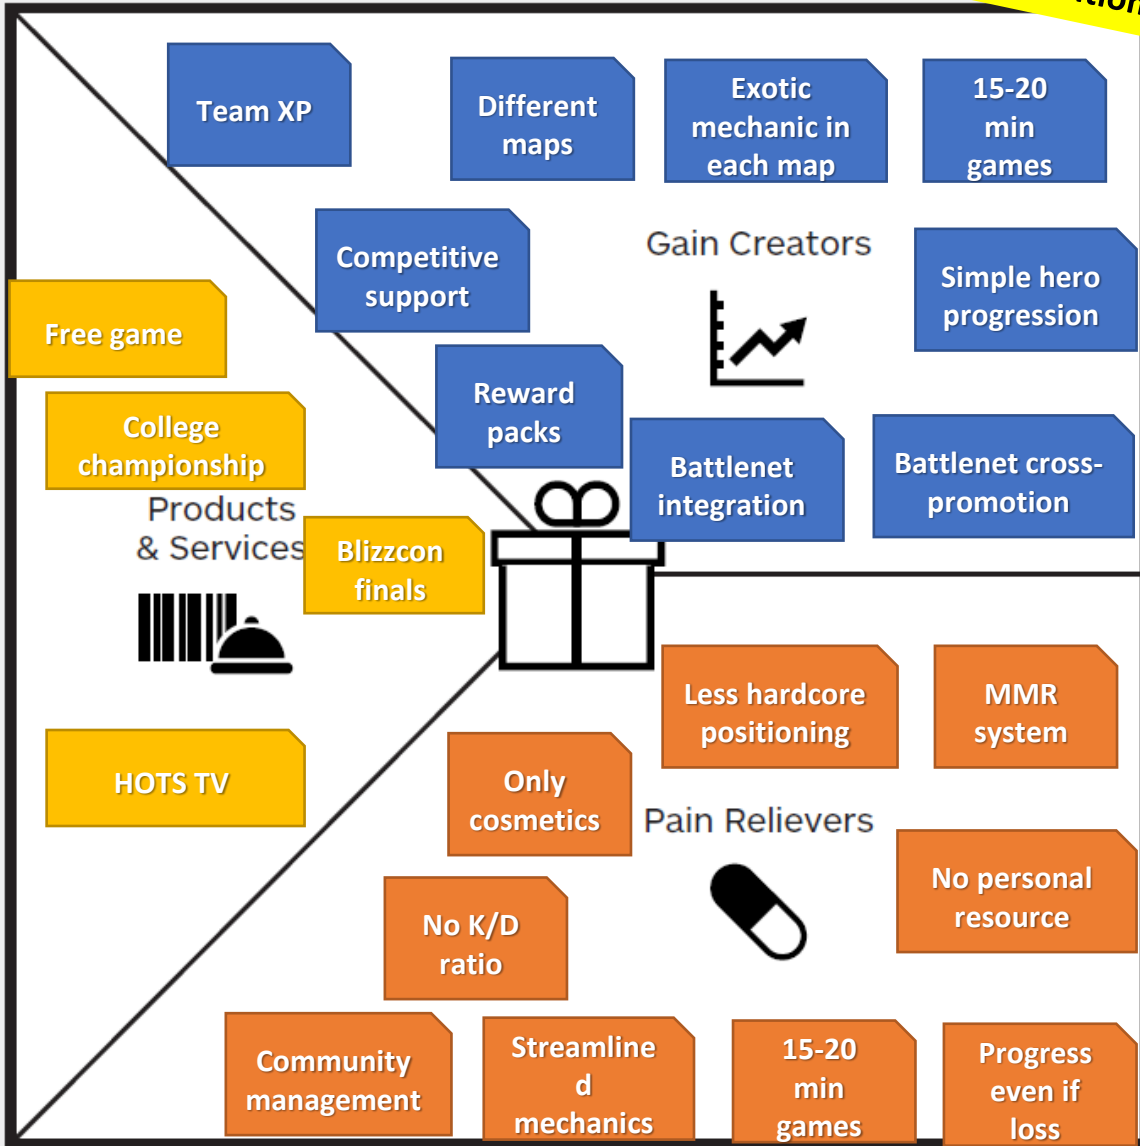 Team XP
Different
maps
Exotic
mechanic in
each map
15-20
min
games
Competitive
support
Gain Creators
Simple hero
progression
Free game
Reward
packs
College
championship
Battlenet
integration
Battlenet cross-
promotion
Products
& Services
Blizzcon
finals
Less hardcore
positioning
MMR
system
HOTS TV
Only
cosmetics
Pain Relievers
No personal
resource
No K/D
ratio
Community
management
Streamline
d
mechanics
15-20
min
games
Progress
even if
loss